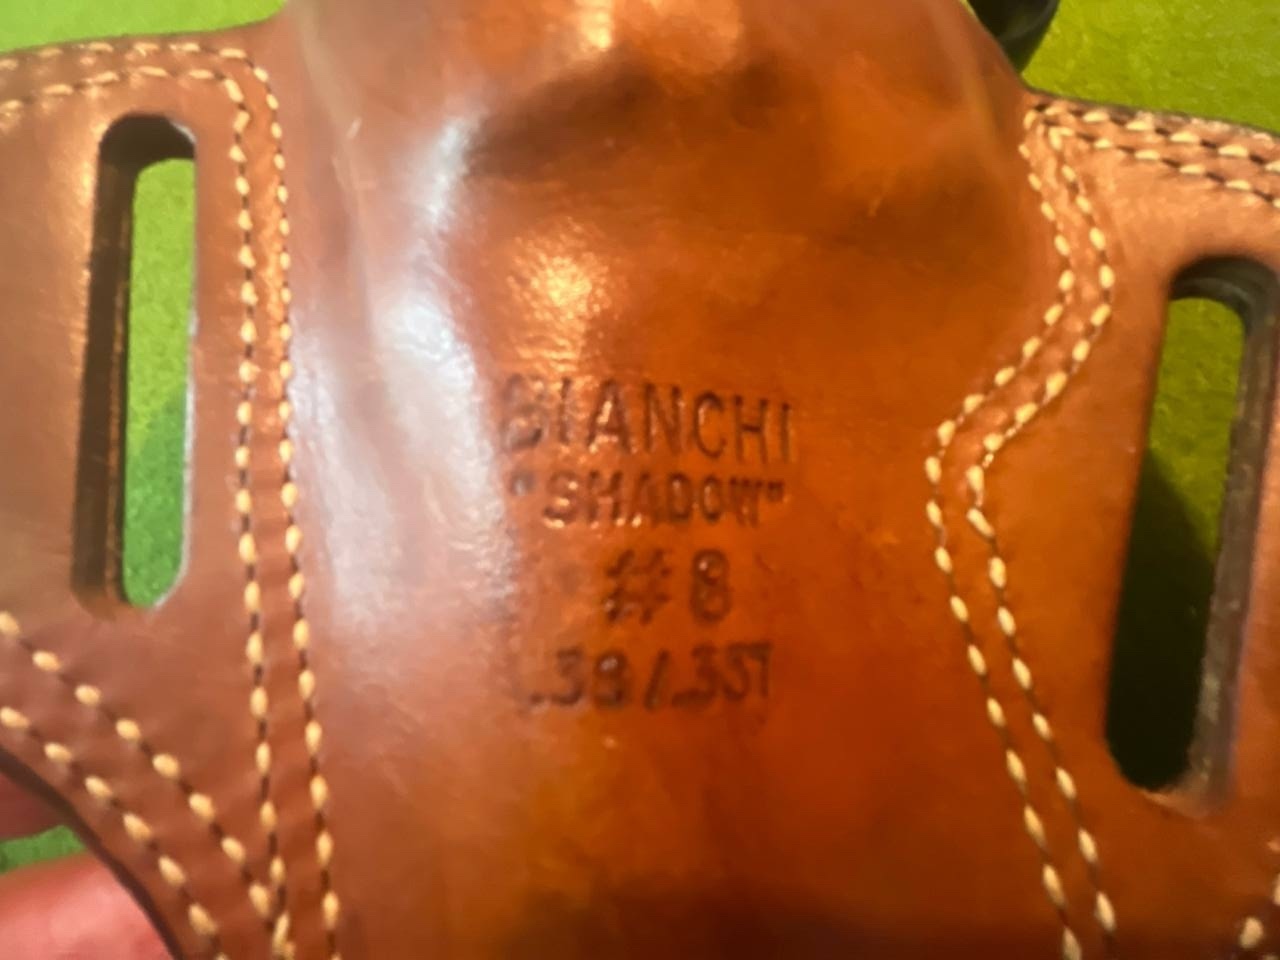 BIANCHI
"SHADOW"
#8
.38/.357